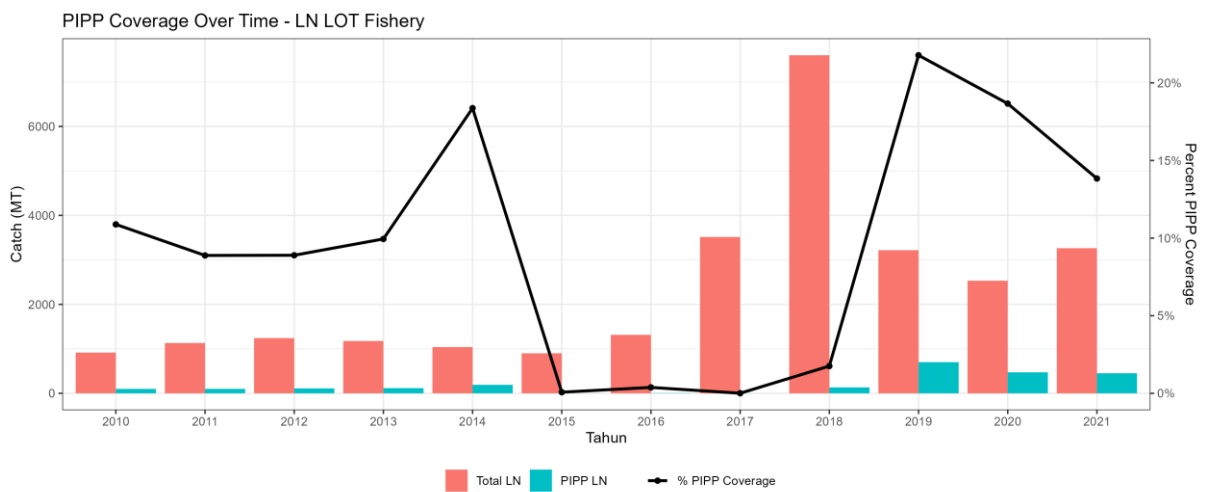 PIPP Coverage Over Time - LN LOT Fishery
Catch (MT)
6000
4000
2000
0
20%
15%
10%
5%
0%
Percent PIPP Coverage
2010 2011 2012 2013 2014 2015 2016 2017 2018 2019 2020 2021
Tahun
Total LN PIPP LN % PIPP Coverage